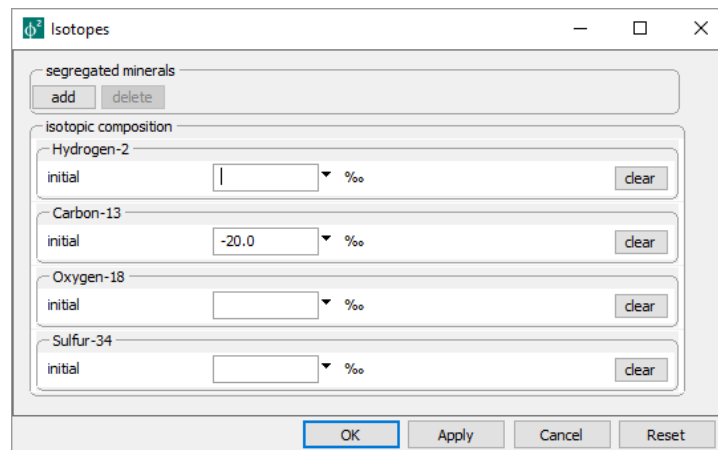 ϕ² Isotopes
segregated minerals
add delete
isotopic composition
Hydrogen-2
initial ‰ clear
Carbon-13
initial -20.0 ‰ clear
Oxygen-18
initial ‰ clear
Sulfur-34
initial ‰ clear
OK Apply Cancel Reset